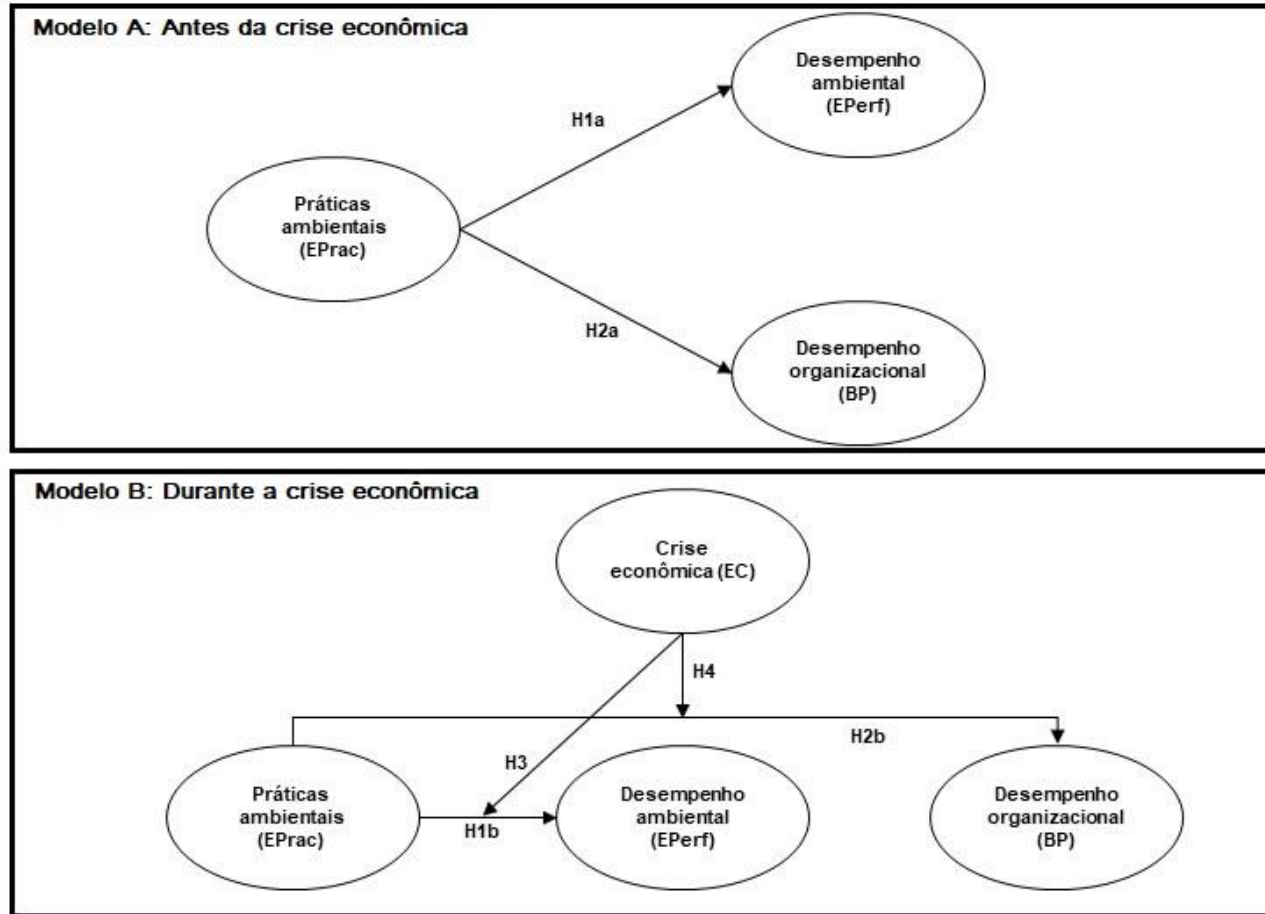 Modelo A: Antes da crise econômica
Desempenho
ambiental
(EPerf)
H1a
Práticas
ambientais
(EPrac)
H2a
Desempenho
organizacional
(BP)
Modelo B: Durante a crise econômica
Crise
econômica (EC)
H4
H2b
H3
Práticas
ambientais
(EPrac)
H1b
Desempenho
ambiental
(EPerf)
Desempenho
organizacional
(BP)